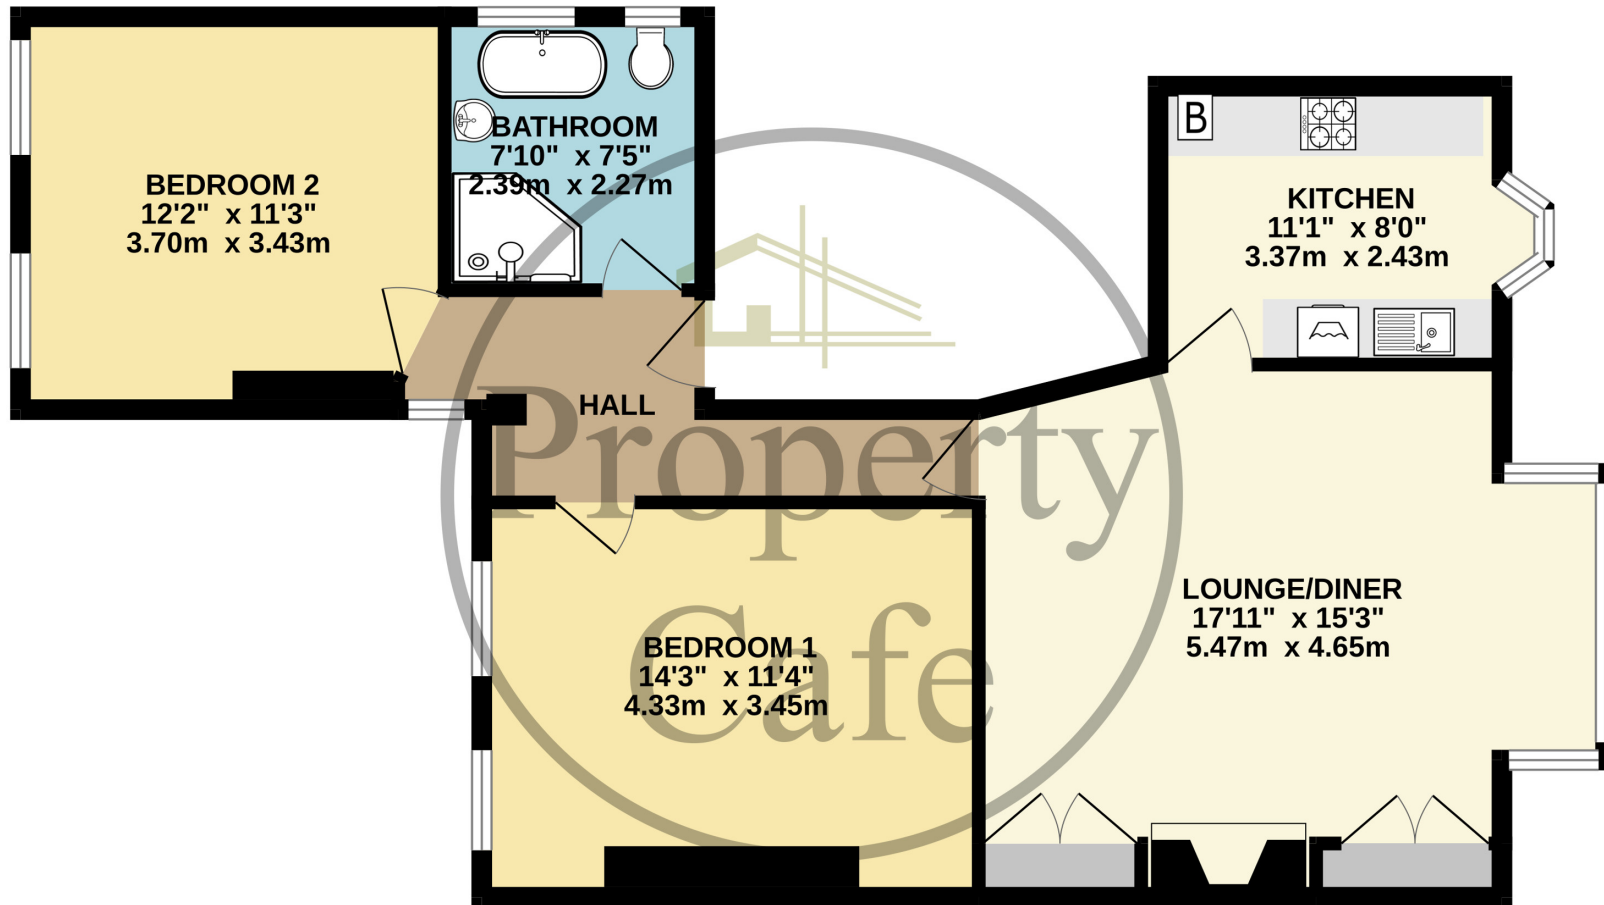 BEDROOM 2
12'2" x 11'3"
3.70m x 3.43m
BATHROOM
7'10" x 7'5"
2.39m x 2.27m
B
KITCHEN
11'1" x 8'0"
3.37m x 2.43m
HALL
Property
Cafe
BEDROOM 1
14'3" x 11'4"
4.33m x 3.45m
LOUNGE/DINER
17'11" x 15'3"
5.47m x 4.65m